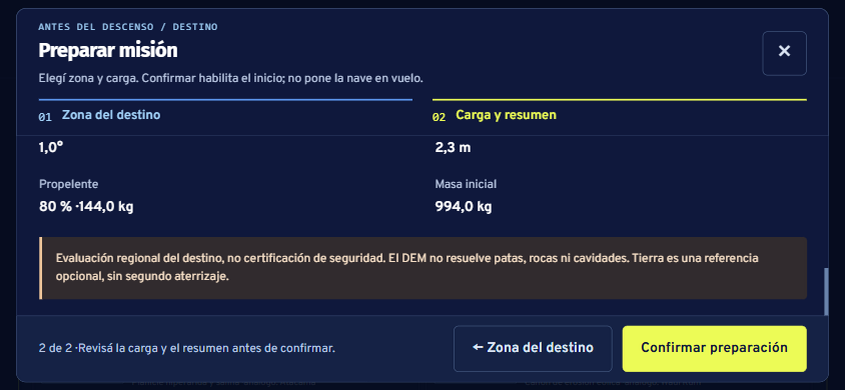 ANTES DEL DESCENSO / DESTINO
Preparar misión
×
Elegí zona y carga. Confirmar habilita el inicio; no pone la nave en vuelo.
01 Zona del destino
02 Carga y resumen
1,0°
2,3 m
Propelente
Masa inicial
80 % ·144,0 kg
994,0 kg
Evaluación regional del destino, no certificación de seguridad. El DEM no resuelve patas, rocas ni cavidades. Tierra es una referencia
opcional, sin segundo aterrizaje.
2 de 2 ·Revisá la carga y el resumen antes de confirmar.
← Zona del destino
Confirmar preparación